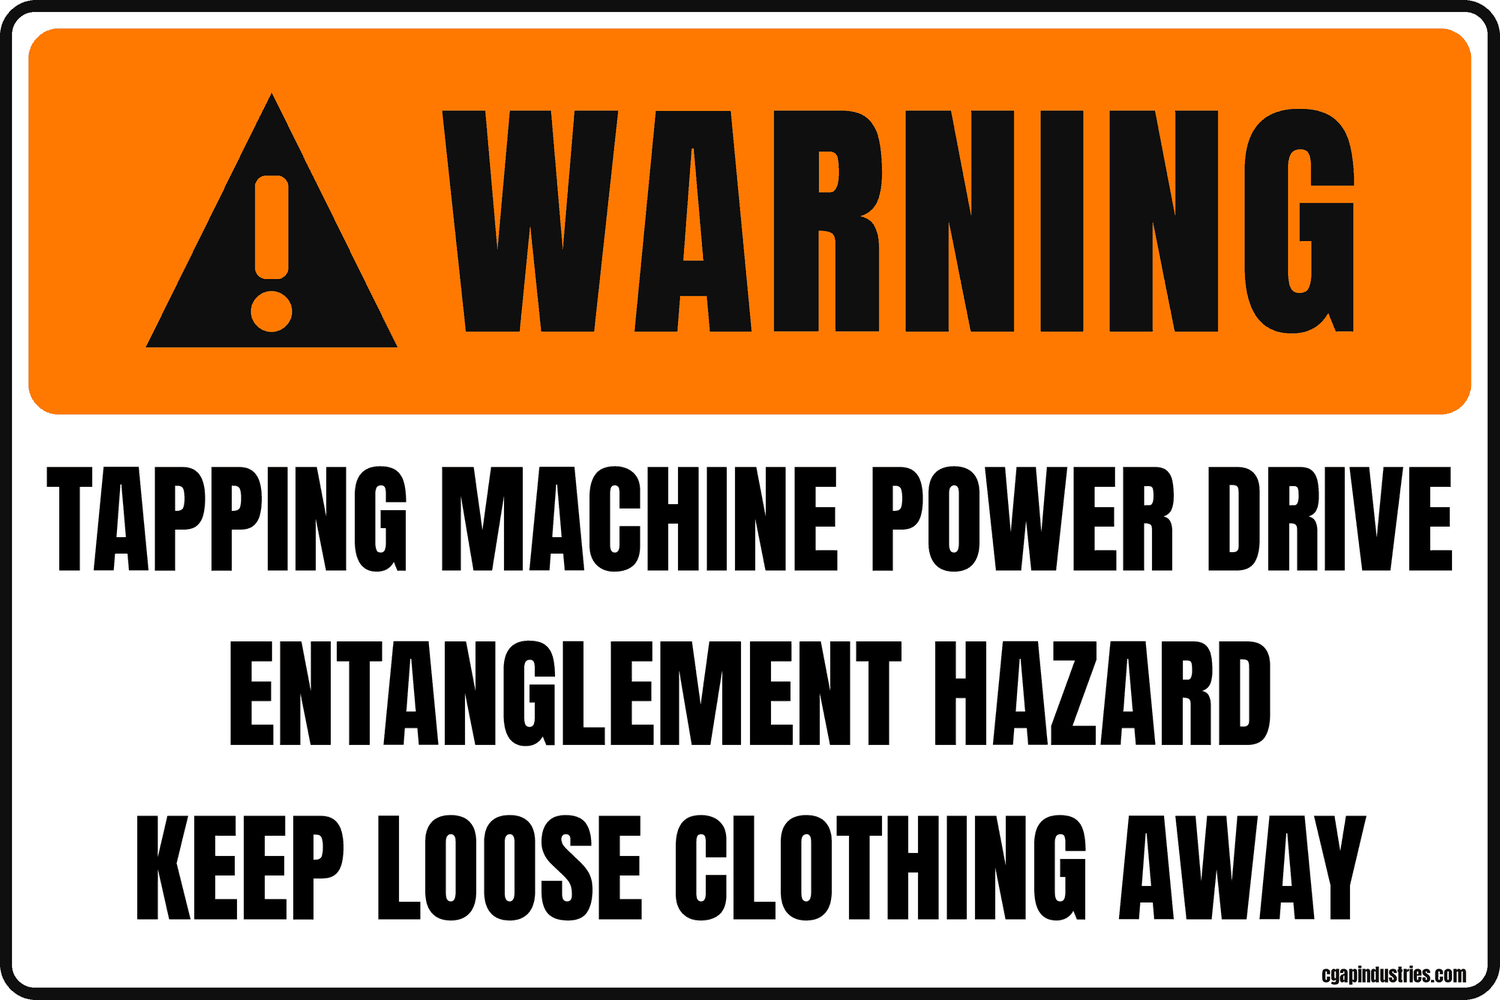 WARNING
TAPPING MACHINE POWER DRIVE
ENTANGLEMENT HAZARD
KEEP LOOSE CLOTHING AWAY
cgapindustries.com